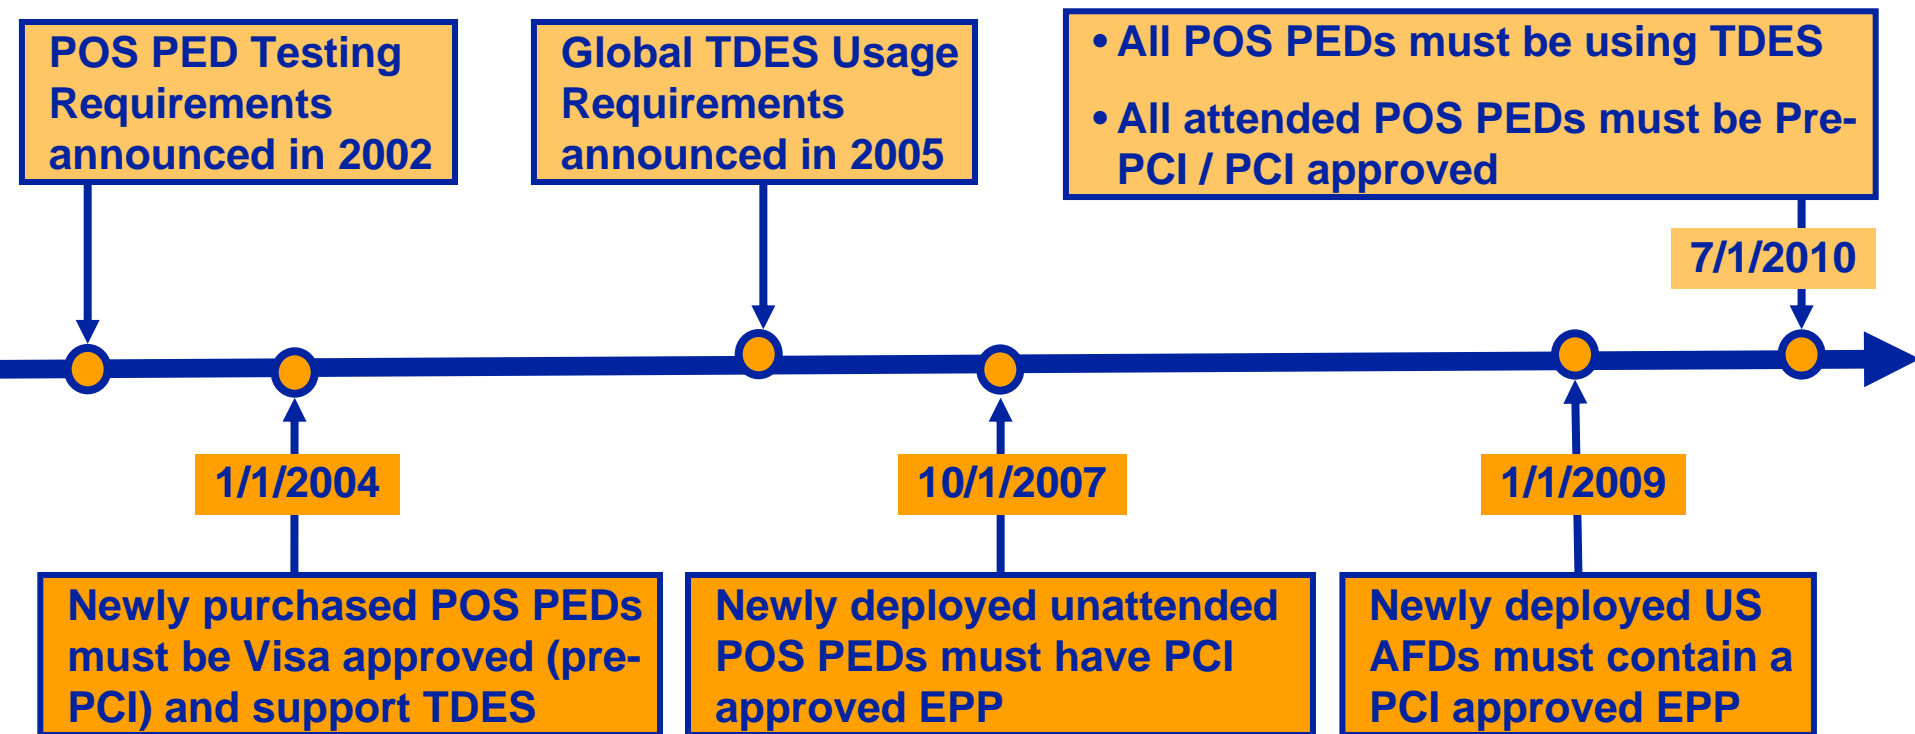 POS PED Testing
Requirements
announced in 2002
Global TDES Usage
Requirements
announced in 2005
• All POS PEDs must be using TDES
• All attended POS PEDs must be Pre-
PCI / PCI approved
7/1/2010
1/1/2004
10/1/2007
1/1/2009
Newly purchased POS PEDs
must be Visa approved (pre-
PCI) and support TDES
Newly deployed unattended
POS PEDs must have PCI
approved EPP
Newly deployed US
AFDs must contain a
PCI approved EPP